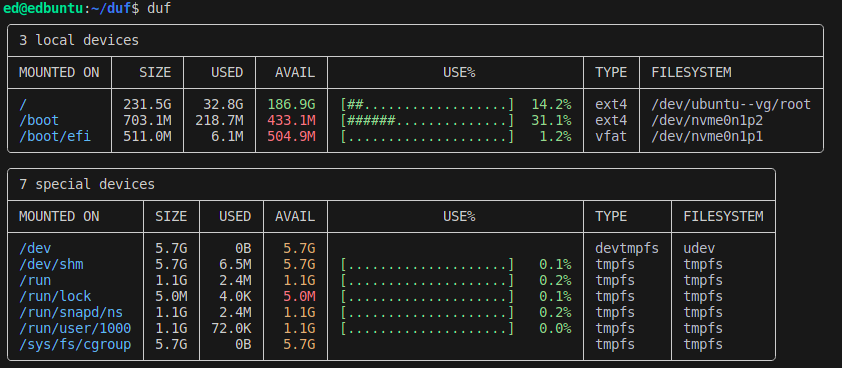 ed@edbuntu:~/duf$ duf
3 local devices
MOUNTED ON SIZE USED AVAIL USE% TYPE FILESYSTEM
/ 231.5G 32.8G 186.9G [##...................] 14.2% ext4 /dev/ubuntu--vg/root
/boot 703.1M 218.7M 433.1M [######...............] 31.1% ext4 /dev/nvme0n1p2
/boot/efi 511.0M 6.1M 504.9M [.....................] 1.2% vfat /dev/nvme0n1p1
7 special devices
MOUNTED ON SIZE USED AVAIL USE% TYPE FILESYSTEM
/dev 5.7G 0B 5.7G devtmpfs udev
/dev/shm 5.7G 6.5M 5.7G [.....................] 0.1% tmpfs tmpfs
/run 1.1G 2.4M 1.1G [.....................] 0.2% tmpfs tmpfs
/run/lock 5.0M 4.0K 5.0M [.....................] 0.1% tmpfs tmpfs
/run/snapd/ns 1.1G 2.4M 1.1G [.....................] 0.2% tmpfs tmpfs
/run/user/1000 1.1G 72.0K 1.1G [.....................] 0.0% tmpfs tmpfs
/sys/fs/cgroup 5.7G 0B 5.7G tmpfs tmpfs